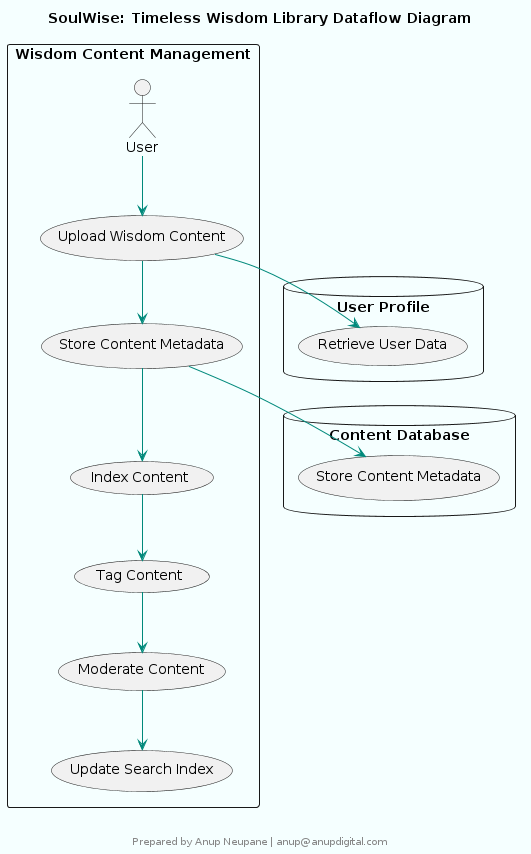 SoulWise: Timeless Wisdom Library Dataflow Diagram
Wisdom Content Management
User
Upload Wisdom Content
User Profile
Retrieve User Data
Store Content Metadata
Content Database
Store Content Metadata
Index Content
Tag Content
Moderate Content
Update Search Index
Prepared by Anup Neupane | anup@anupdigital.com